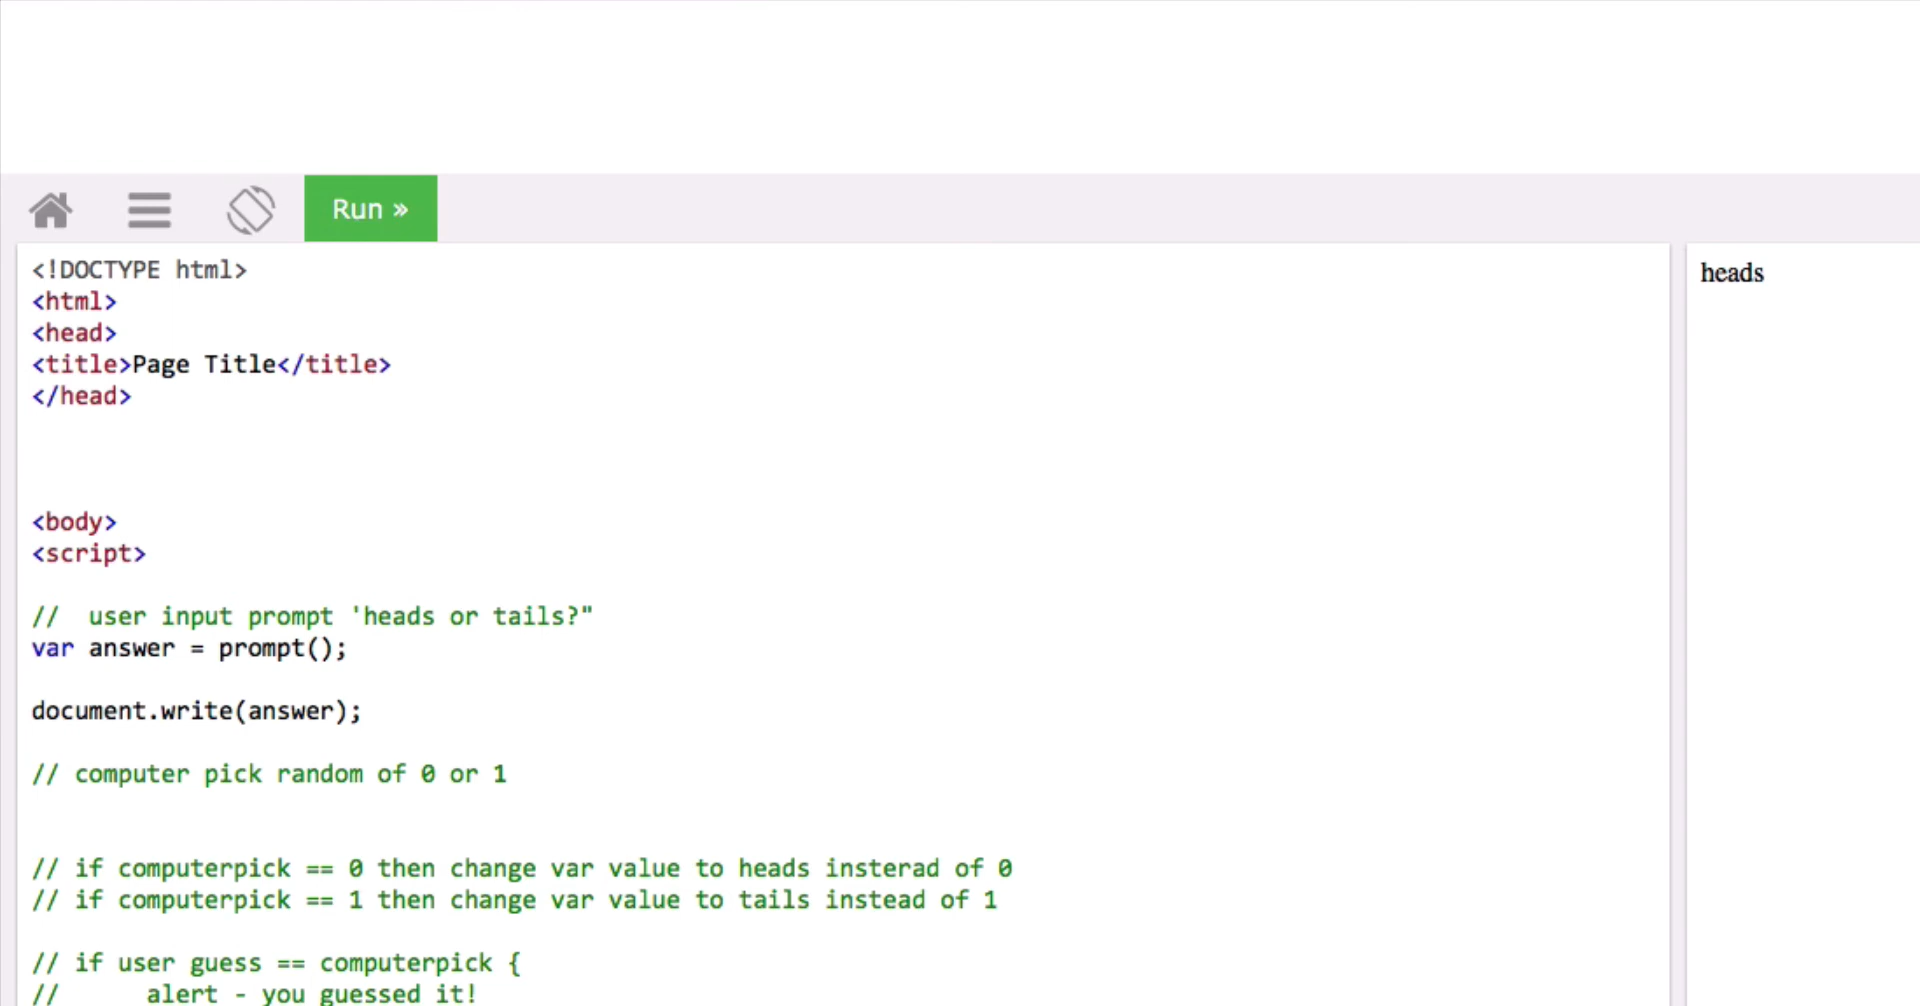 Run »
<!DOCTYPE html>
<html>
<head>
<title>Page Title</title>
</head>
<body>
<script>
//  user input prompt 'heads or tails?"
var answer = prompt();
document.write(answer);
// computer pick random of 0 or 1
// if computerpick == 0 then change var value to heads insterad of 0
// if computerpick == 1 then change var value to tails instead of 1
// if user guess == computerpick {
//      alert - you guessed it!
heads